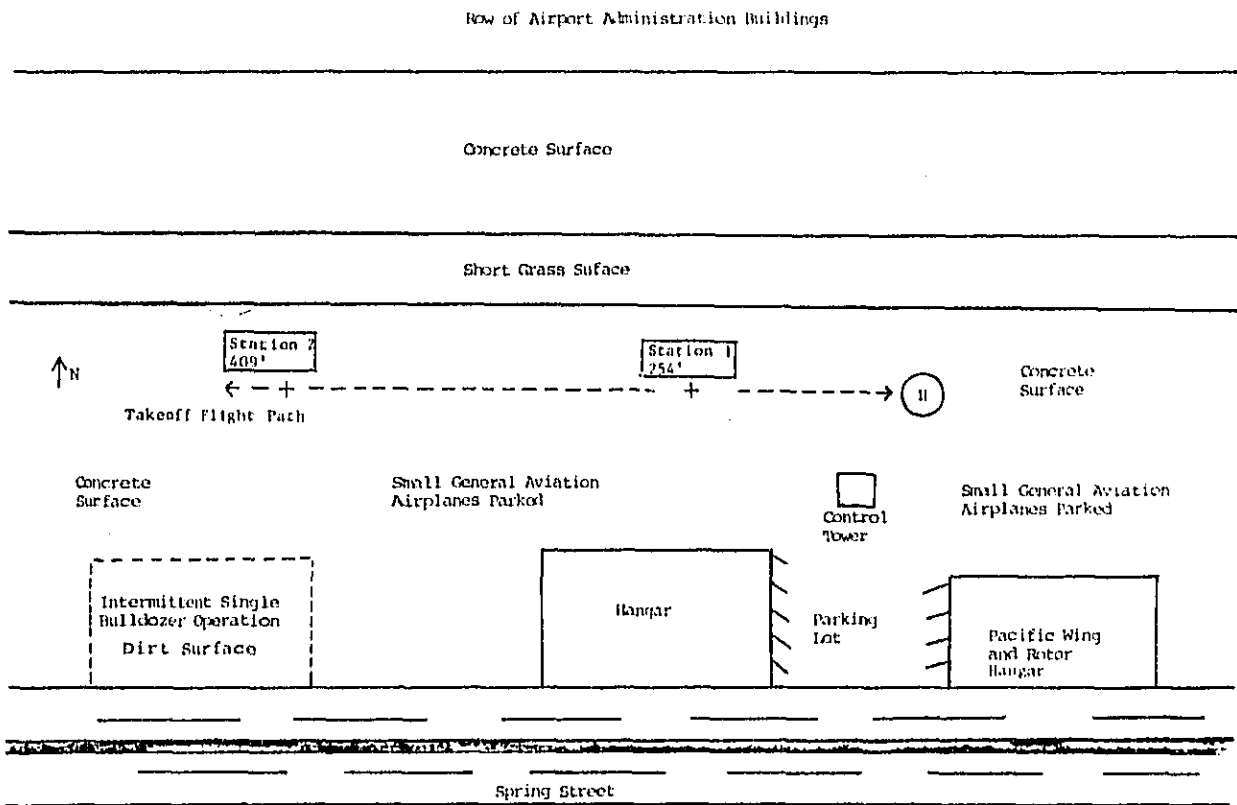 Row of Airport Administration Buildings
Concrete Surface
Short Grass Suface
Station 2
409'
Station 1
254'
N
H
Concrete
Surface
Takeoff Flight Path
Concrete
Surface
Small General Aviation
Airplanes Parked
Control
Tower
Small General Aviation
Airplanes Parked
Intermittent Single
Bulldozer Operation
Dirt Surface
Hangar
Parking
Lot
Pacific Wing
and Rotor
Hangar
Spring Street